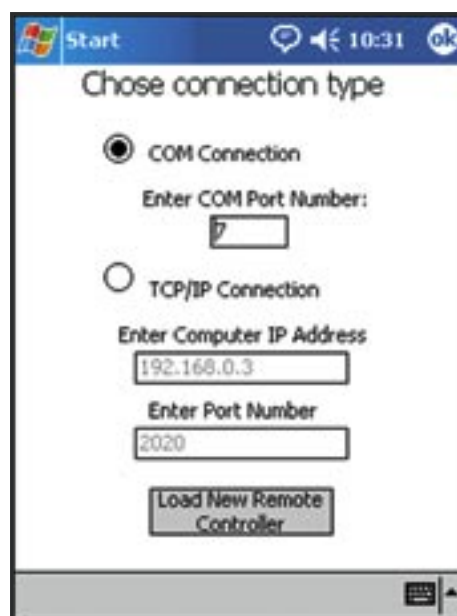 Start 10:31 ok
Chose connection type
COM Connection
Enter COM Port Number:
7
TCP/IP Connection
Enter Computer IP Address
192.168.0.3
Enter Port Number
2020
Load New Remote
Controller